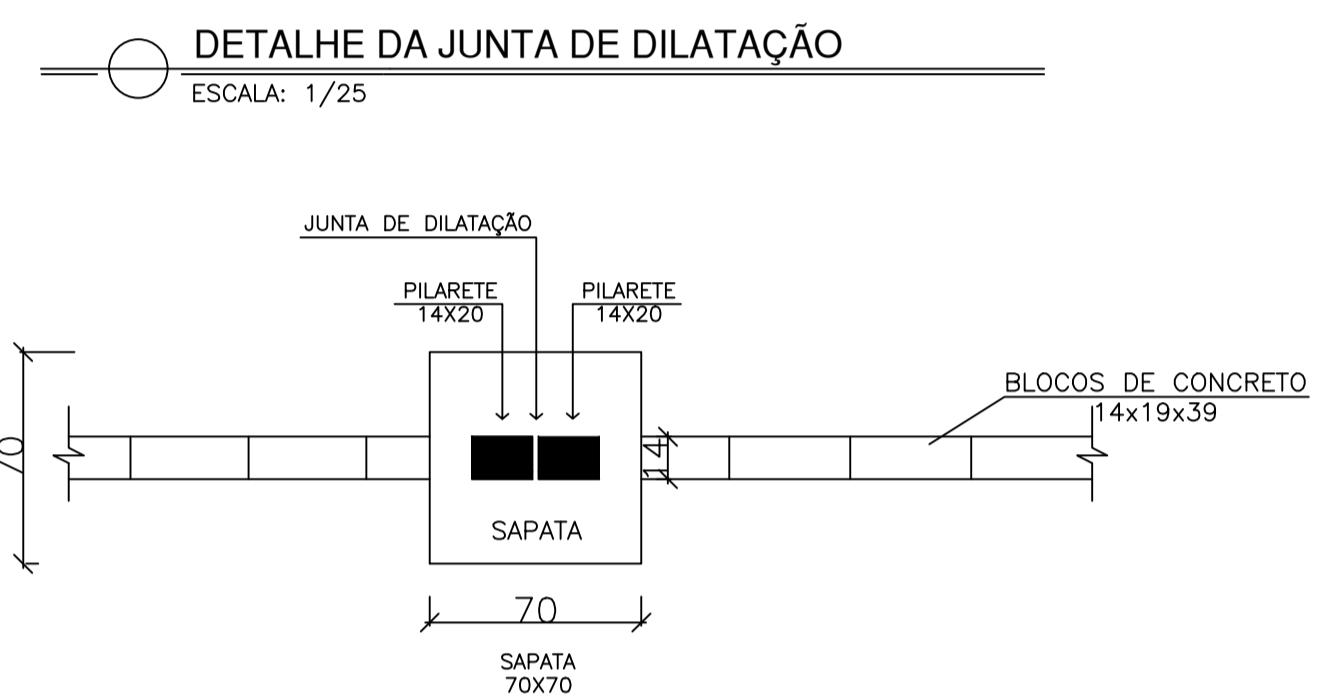 DETALHE DA JUNTA DE DILATAÇÃO
ESCALA: 1/25
JUNTA DE DILATAÇÃO
PILARETE
14X20
PILARETE
14X20
BLOCOS DE CONCRETO
14x19x39
70
14
SAPATA
70
SAPATA
70X70